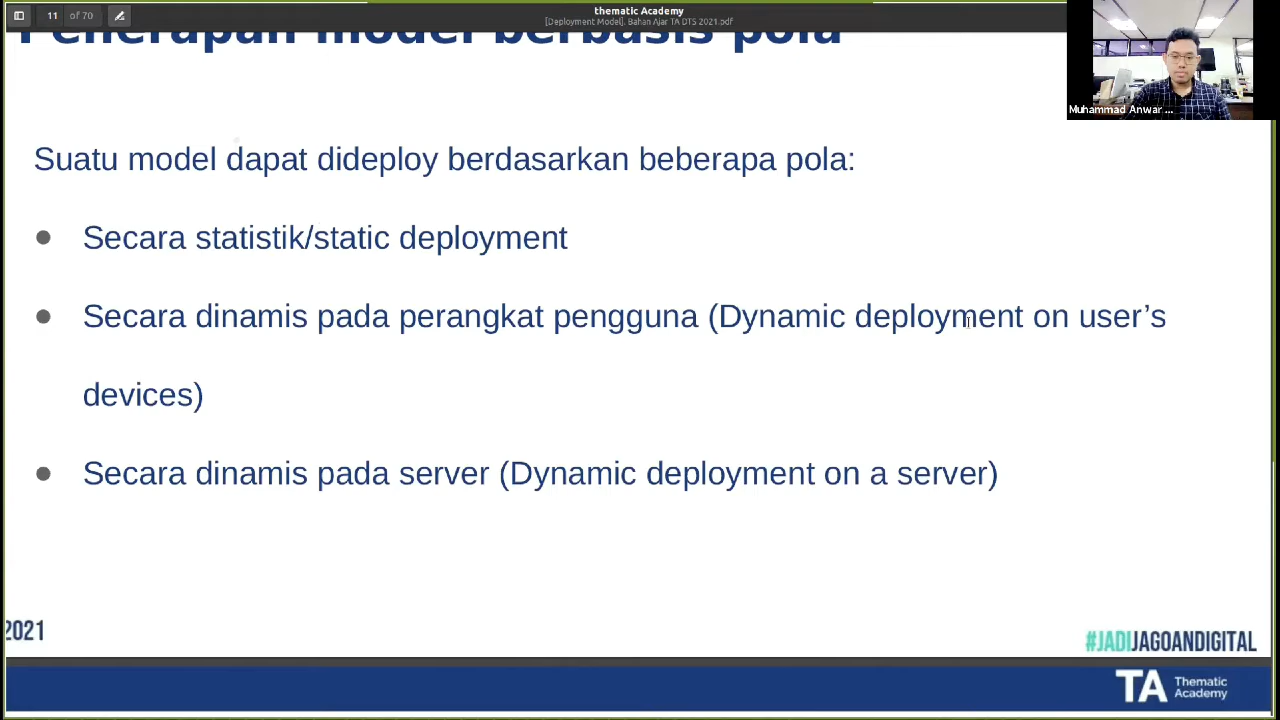 11 of 70
thematic Academy
[Deployment Model]. Bahan Ajar TA DTS 2021.pdf
Penerapan model berbasis pola
Muhammad Anwar ...
Suatu model dapat dideploy berdasarkan beberapa pola:
● Secara statistik/static deployment
● Secara dinamis pada perangkat pengguna (Dynamic deployment on user’s
devices)
● Secara dinamis pada server (Dynamic deployment on a server)
2021
#JADIJAGOANDIGITAL
TA Thematic
Academy